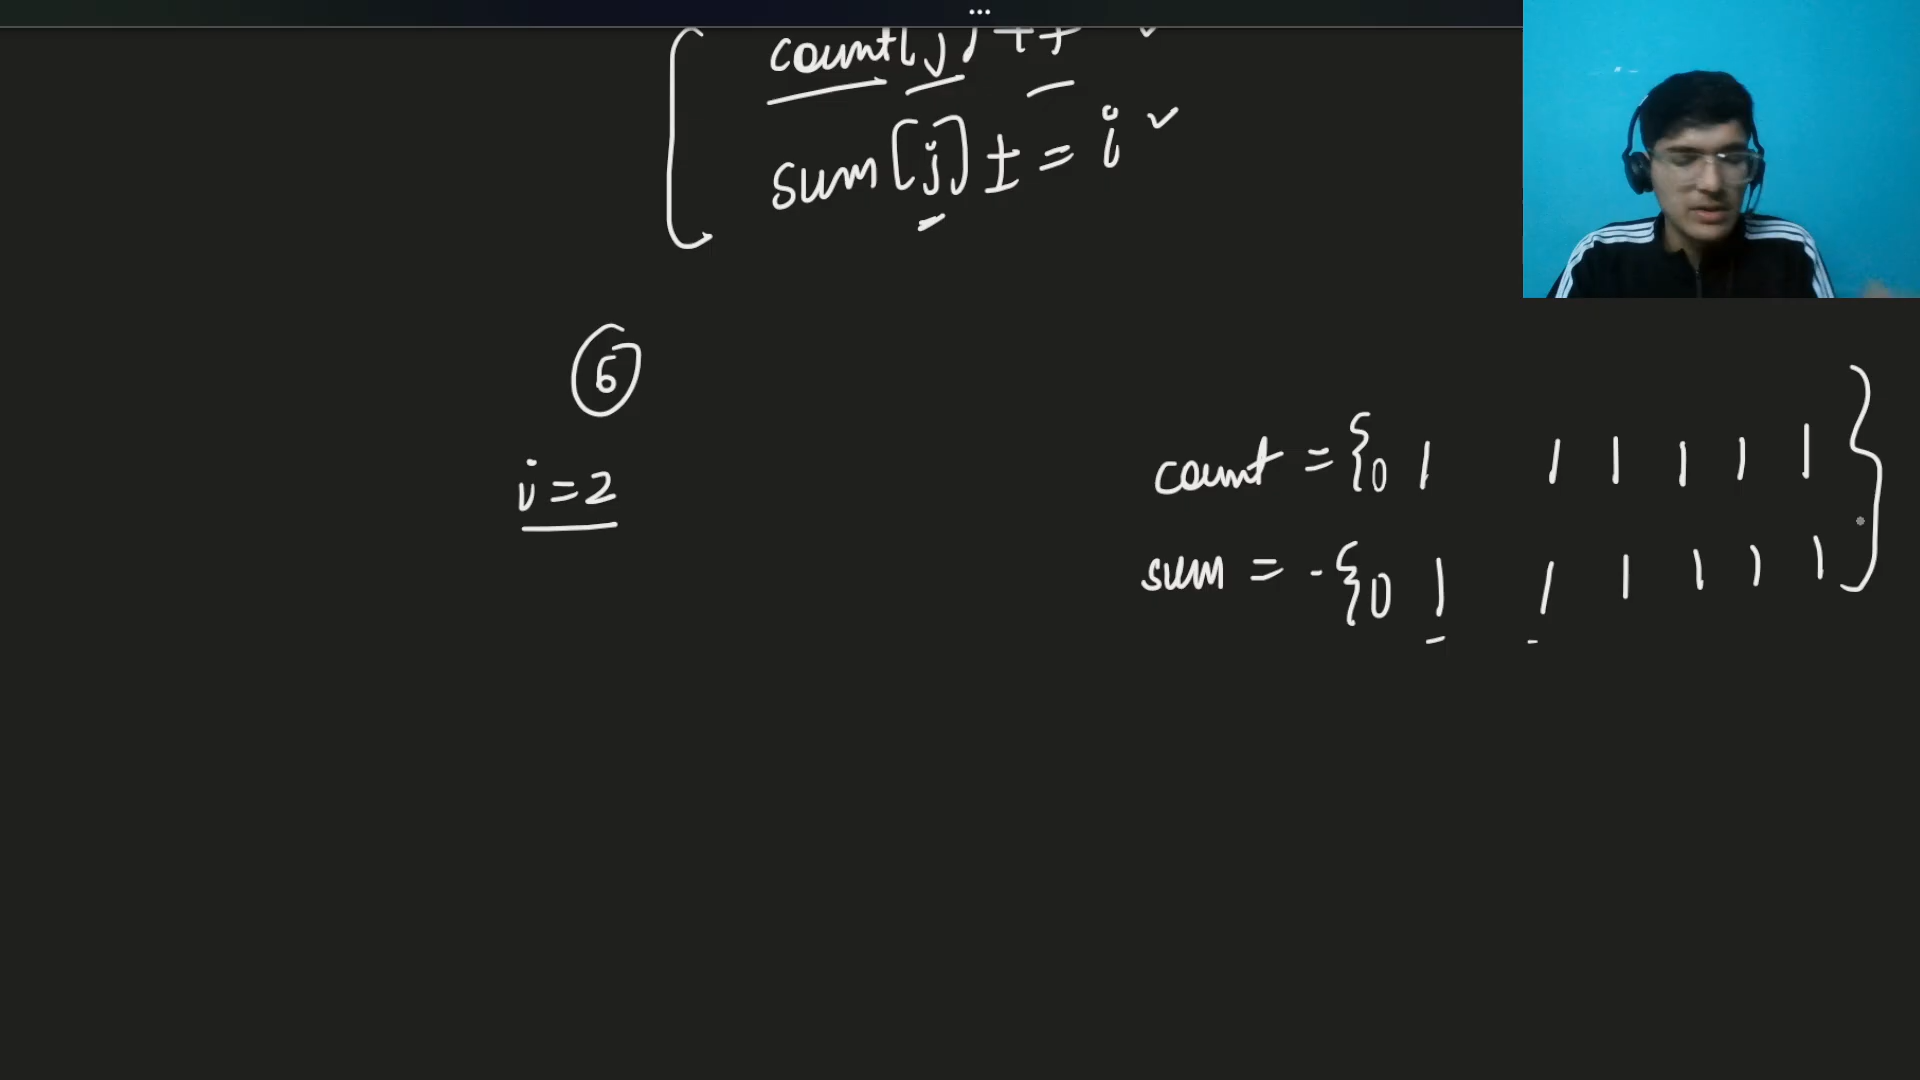 count[j]++
sum[j] += i
6
i=2
count = {0 1 1 1 1 1 1
sum = {0 1 1 1 1 1 1 }